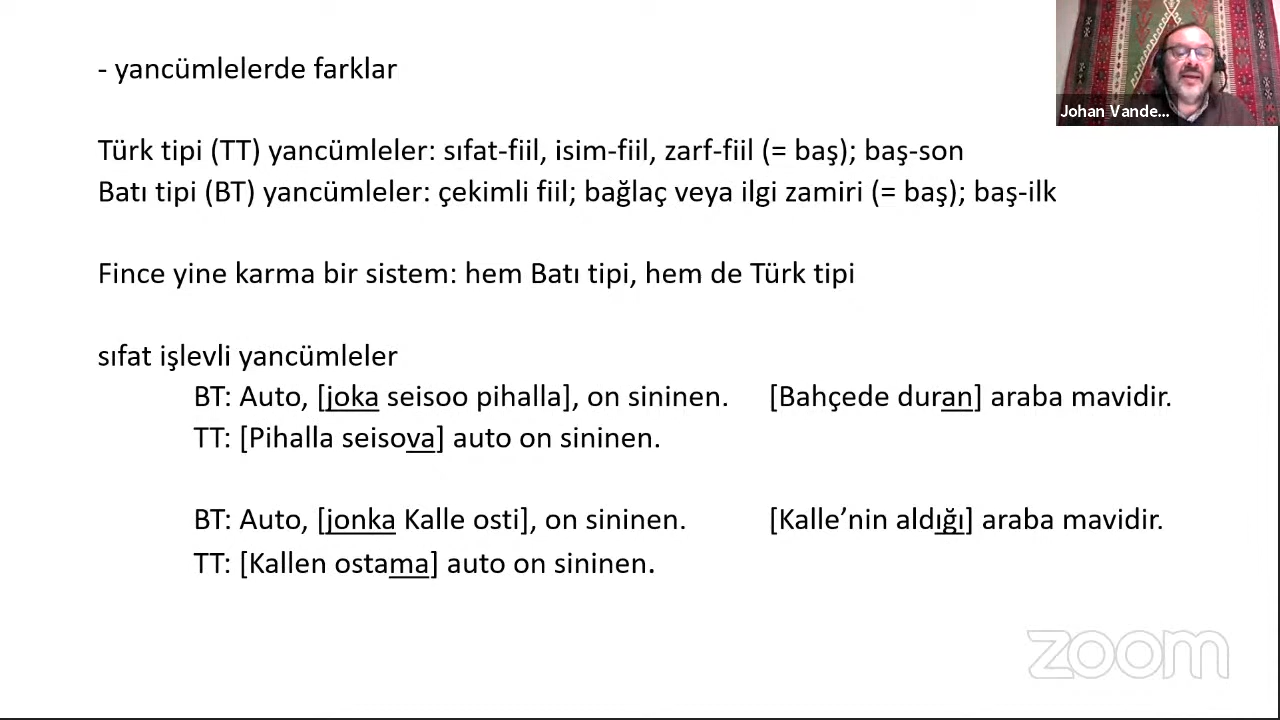 - yancümlelerde farklar
Johan Vande...
Türk tipi (TT) yancümleler: sıfat-fiil, isim-fiil, zarf-fiil (= baş); baş-son
Batı tipi (BT) yancümleler: çekimli fiil; bağlaç veya ilgi zamiri (= baş); baş-ilk
Fince yine karma bir sistem: hem Batı tipi, hem de Türk tipi
sıfat işlevli yancümleler
BT: Auto, [joka seisoo pihalla], on sininen. [Bahçede duran] araba mavidir.
TT: [Pihalla seisova] auto on sininen.
BT: Auto, [jonka Kalle osti], on sininen. [Kalle’nin aldığı] araba mavidir.
TT: [Kallen ostama] auto on sininen.
zoom